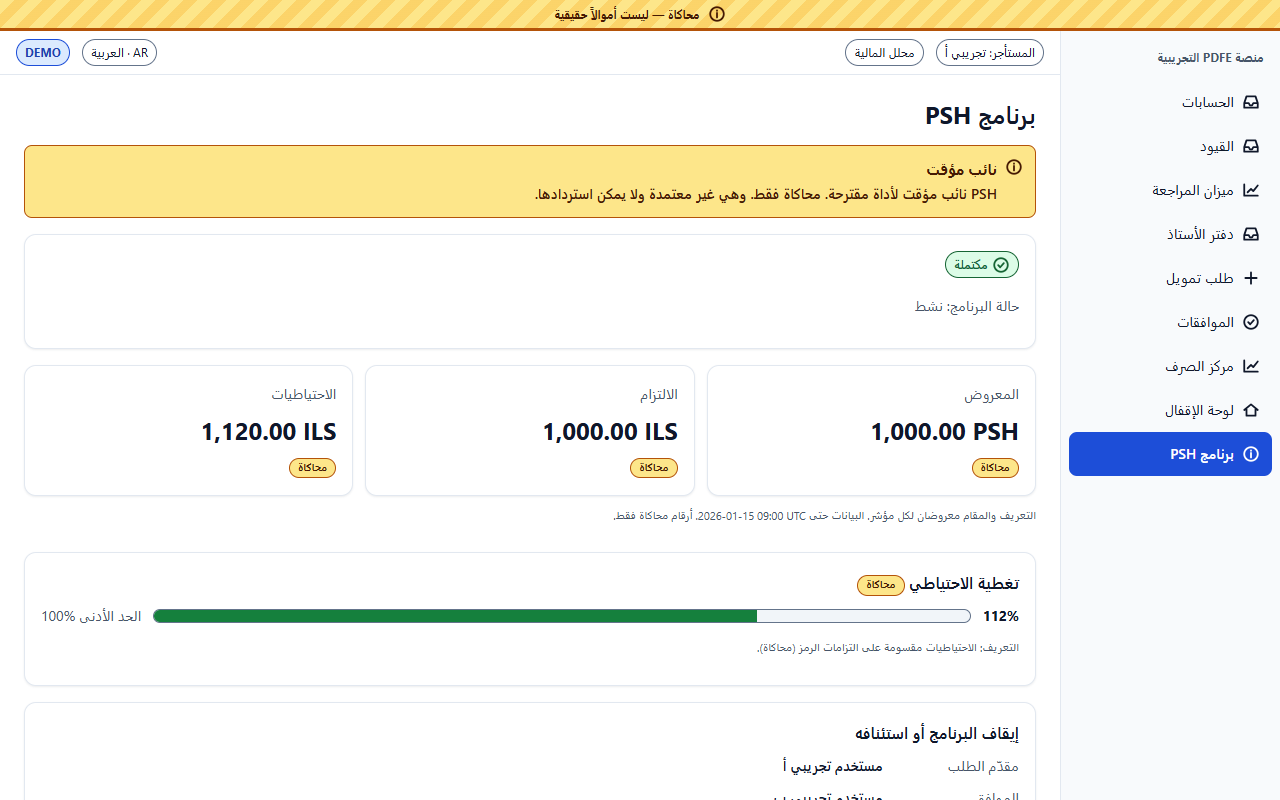 محاكاة — ليست أموالاً حقيقية
منصة PDFE التجريبية
الحسابات
القيود
ميزان المراجعة
دفتر الأستاذ
طلب تمويل
الموافقات
مركز الصرف
لوحة الإقفال
برنامج PSH
المستأجر: تجريبي أ
محلل المالية
AR · العربية
DEMO
برنامج PSH
نائب مؤقت
PSH نائب مؤقت لأداة مقترحة. محاكاة فقط. وهي غير معتمدة ولا يمكن استردادها.
مكتملة
حالة البرنامج: نشط
المعروض
1,000.00 PSH
محاكاة
الالتزام
1,000.00 ILS
محاكاة
الاحتياطيات
1,120.00 ILS
محاكاة
التعريف والمقام معروضان لكل مؤشر. البيانات حتى 2026-01-15 09:00 UTC. أرقام محاكاة فقط.
تغطية الاحتياطي محاكاة
112% الحد الأدنى 100%
التعريف: الاحتياطيات مقسومة على التزامات الرمز (محاكاة).
إيقاف البرنامج أو استئنافه
مقدّم الطلب مستخدم تجريبي أ
الموافق مستخدم تجريبي ب